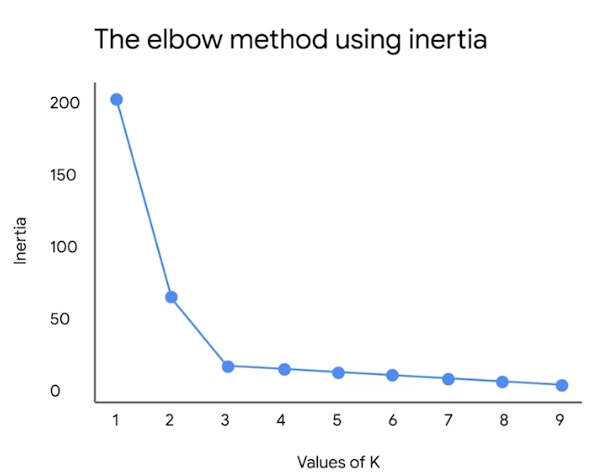 The elbow method using inertia
200
150
100
50
0
Inertia
1 2 3 4 5 6 7 8 9
Values of K